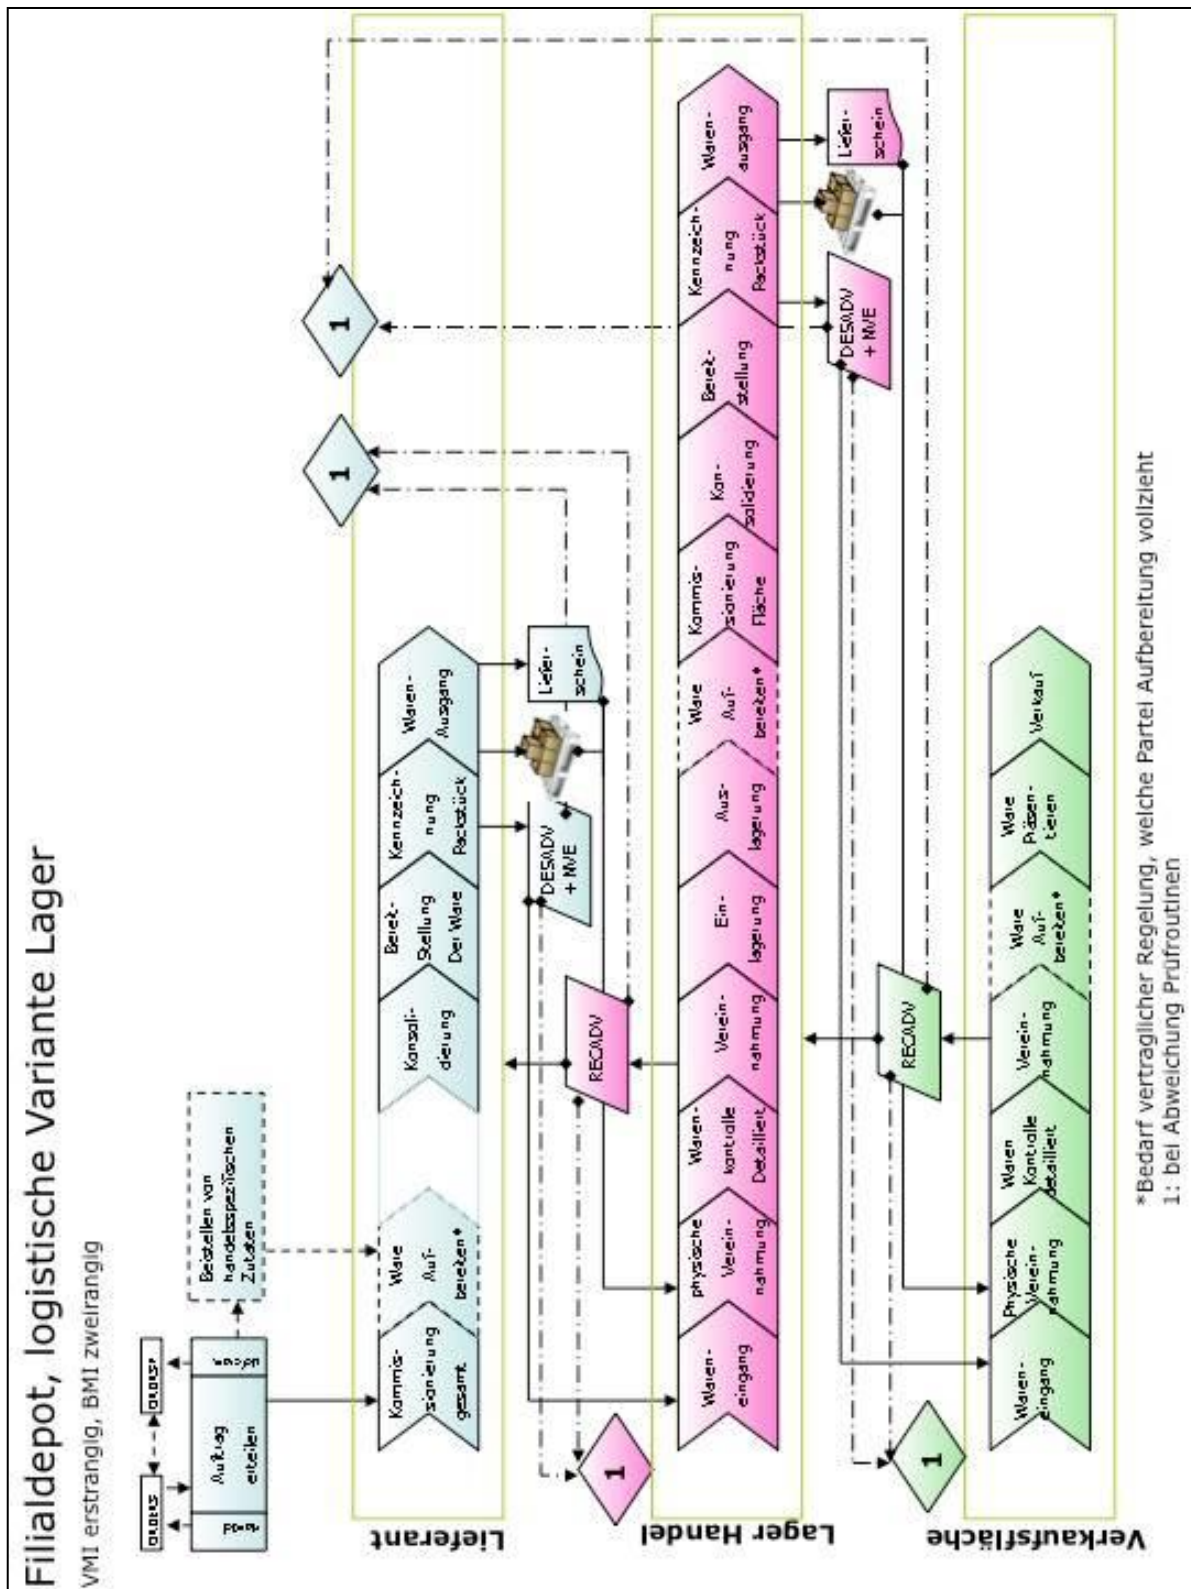 Filialdepot, logistische Variante Lager
VMI erstrangig, BMI zweirangig
ORDERS
ORDRSP
Auftrag
erteilen
Beistellen von
handelsspezifischen
Zutaten
Lieferant
Kommis-
sionierung
gesamt
Ware
Auf-
bereiten*
Konsoli-
dierung
Bereit-
Stellung
Der Ware
Kennzeich-
nung
Packstück
Waren-
Ausgang
1
1
DESADV
+ NVE
Liefer-
schein
RECADV
1
Lager Handel
Waren-
eingang
physische
Verein-
nahmung
Waren-
kontrolle
Detailliert
Verein-
nahmung
Ein-
lagerung
Aus-
lagerung
Ware
Auf-
bereiten*
Kommis-
sionierung
Fläche
Kon-
solidierung
Bereit-
stellung
Kennzeich-
nung
Packstück
Waren-
ausgang
DESADV
+ NVE
Liefer-
schein
RECADV
1
Verkaufsfläche
Waren-
eingang
Physische
Verein-
nahmung
Waren
Kontrolle
detailliert
Verein-
nahmung
Ware
Auf-
bereiten*
Ware
Präsen-
tieren
Verkauf
*Bedarf vertraglicher Regelung, welche Partei Aufbereitung vollzieht
1: bei Abweichung Prüfroutinen